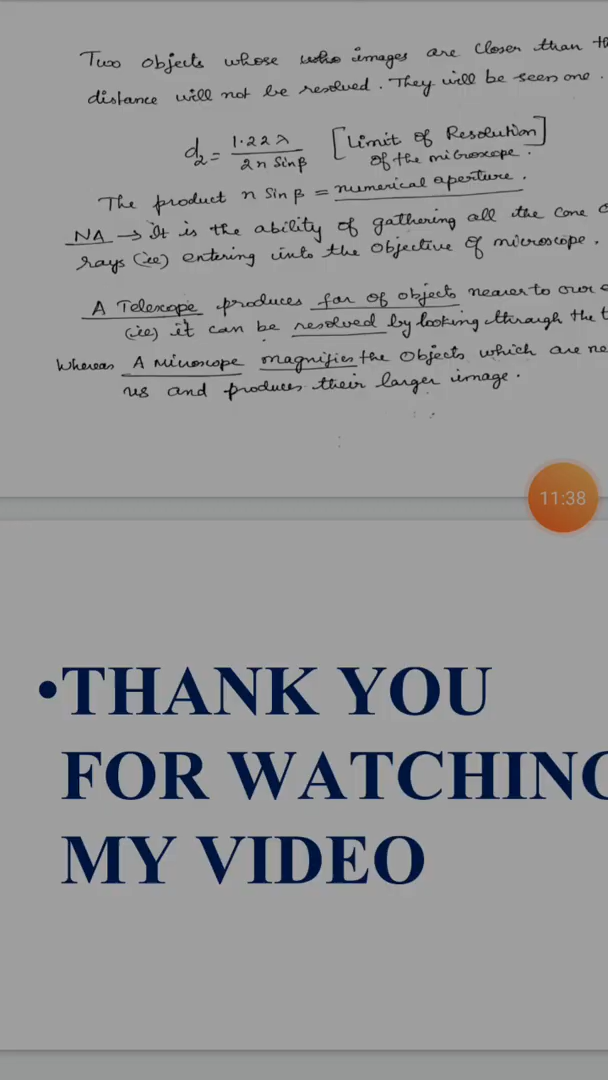 Two objects whose images are closer than th
distance will not be resolved. They will be seen one.
d₂ = 1.22λ / 2n Sinβ [Limit of Resolution of the microscope.]
The product n Sin β = numerical aperture.
NA → It is the ability of gathering all the cone o
rays (ie) entering into the objective of microscope.
A Telescope produces far of objects nearer to our e
(ie) it can be resolved by looking through the t
Whereas A Microscope magnifies the objects which are ne
us and produces their larger image.
11:38
•THANK YOU
FOR WATCHING
MY VIDEO